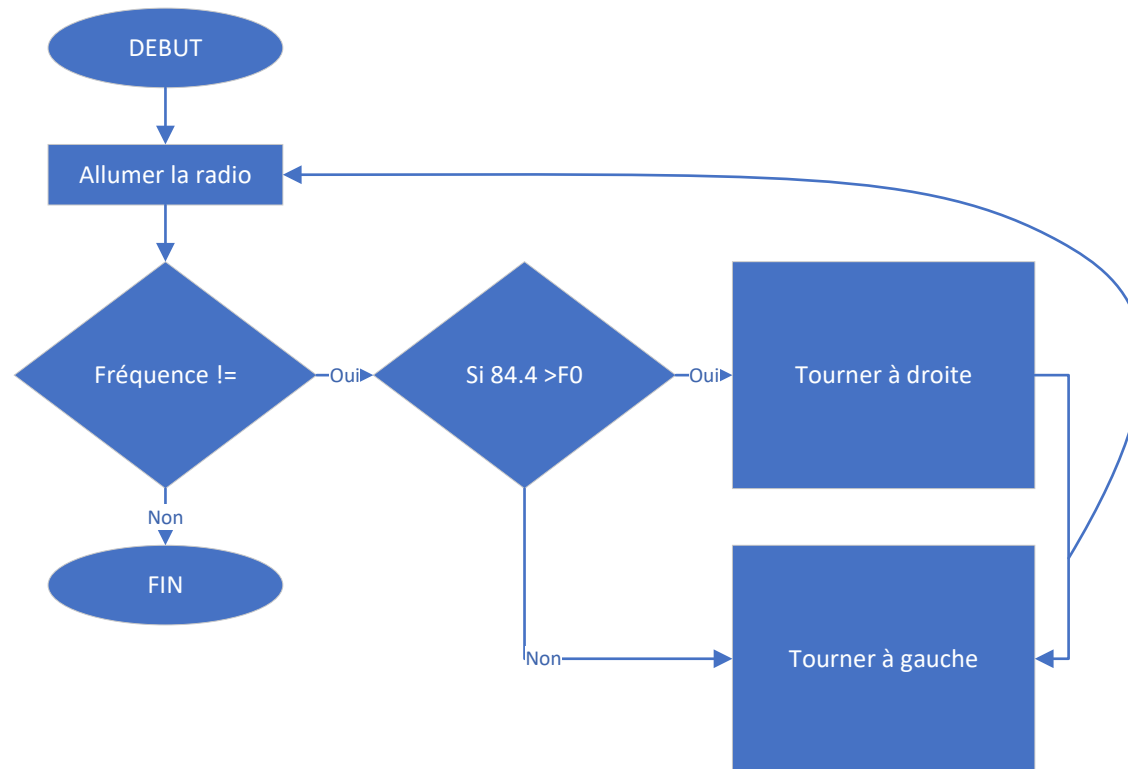 DEBUT
Allumer la radio
Fréquence !=
Oui
Si 84.4 >F0
Oui
Tourner à droite
Non
FIN
Non
Tourner à gauche